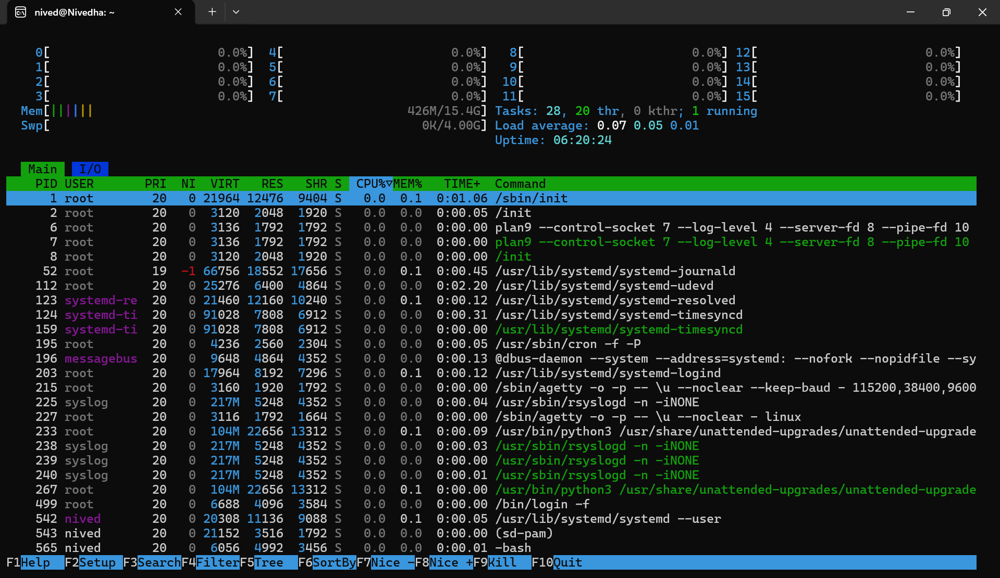 nived@Nivedha: ~
0[ 0.0%] 4[ 0.0%] 8[ 0.0%] 12[ 0.0%]
1[ 0.0%] 5[ 0.0%] 9[ 0.0%] 13[ 0.0%]
2[ 0.0%] 6[ 0.0%] 10[ 0.0%] 14[ 0.0%]
3[ 0.0%] 7[ 0.0%] 11[ 0.0%] 15[ 0.0%]
Mem[|||||| 426M/15.4G] Tasks: 28, 20 thr, 0 kthr; 1 running
Swp[ 0K/4.00G] Load average: 0.07 0.05 0.01
Uptime: 06:20:24
Main I/O
PID USER PRI NI VIRT RES SHR S CPU%▽MEM% TIME+ Command
1 root 20 0 21964 12476 9404 S 0.0 0.1 0:01.06 /sbin/init
2 root 20 0 3120 2048 1920 S 0.0 0.0 0:00.05 /init
6 root 20 0 3136 1792 1792 S 0.0 0.0 0:00.00 plan9 --control-socket 7 --log-level 4 --server-fd 8 --pipe-fd 10
7 root 20 0 3136 1792 1792 S 0.0 0.0 0:00.00 plan9 --control-socket 7 --log-level 4 --server-fd 8 --pipe-fd 10
8 root 20 0 3120 2048 1920 S 0.0 0.0 0:00.00 /init
52 root 19 -1 66756 18552 17656 S 0.0 0.1 0:00.45 /usr/lib/systemd/systemd-journald
112 root 20 0 25276 6400 4864 S 0.0 0.0 0:02.20 /usr/lib/systemd/systemd-udevd
123 systemd-re 20 0 21460 12160 10240 S 0.0 0.1 0:00.12 /usr/lib/systemd/systemd-resolved
124 systemd-ti 20 0 91028 7808 6912 S 0.0 0.0 0:00.31 /usr/lib/systemd/systemd-timesyncd
159 systemd-ti 20 0 91028 7808 6912 S 0.0 0.0 0:00.00 /usr/lib/systemd/systemd-timesyncd
195 root 20 0 4236 2560 2304 S 0.0 0.0 0:00.05 /usr/sbin/cron -f -P
196 messagebus 20 0 9648 4864 4352 S 0.0 0.0 0:00.13 @dbus-daemon --system --address=systemd: --nofork --nopidfile --sy
203 root 20 0 17964 8192 7296 S 0.0 0.1 0:00.12 /usr/lib/systemd/systemd-logind
215 root 20 0 3160 1920 1792 S 0.0 0.0 0:00.00 /sbin/agetty -o -p -- \u --noclear --keep-baud - 115200,38400,9600
225 syslog 20 0 217M 5248 4352 S 0.0 0.0 0:00.04 /usr/sbin/rsyslogd -n -iNONE
227 root 20 0 3116 1792 1664 S 0.0 0.0 0:00.00 /sbin/agetty -o -p -- \u --noclear - linux
233 root 20 0 104M 22656 13312 S 0.0 0.1 0:00.09 /usr/bin/python3 /usr/share/unattended-upgrades/unattended-upgrade
238 syslog 20 0 217M 5248 4352 S 0.0 0.0 0:00.03 /usr/sbin/rsyslogd -n -iNONE
239 syslog 20 0 217M 5248 4352 S 0.0 0.0 0:00.00 /usr/sbin/rsyslogd -n -iNONE
240 syslog 20 0 217M 5248 4352 S 0.0 0.0 0:00.01 /usr/sbin/rsyslogd -n -iNONE
267 root 20 0 104M 22656 13312 S 0.0 0.1 0:00.00 /usr/bin/python3 /usr/share/unattended-upgrades/unattended-upgrade
499 root 20 0 6688 4096 3584 S 0.0 0.0 0:00.00 /bin/login -f
542 nived 20 0 20308 11136 9088 S 0.0 0.1 0:00.05 /usr/lib/systemd/systemd --user
543 nived 20 0 21152 3516 1792 S 0.0 0.0 0:00.00 (sd-pam)
565 nived 20 0 6056 4992 3456 S 0.0 0.0 0:00.01 -bash
F1Help F2Setup F3SearchF4FilterF5Tree F6SortByF7Nice -F8Nice +F9Kill F10Quit